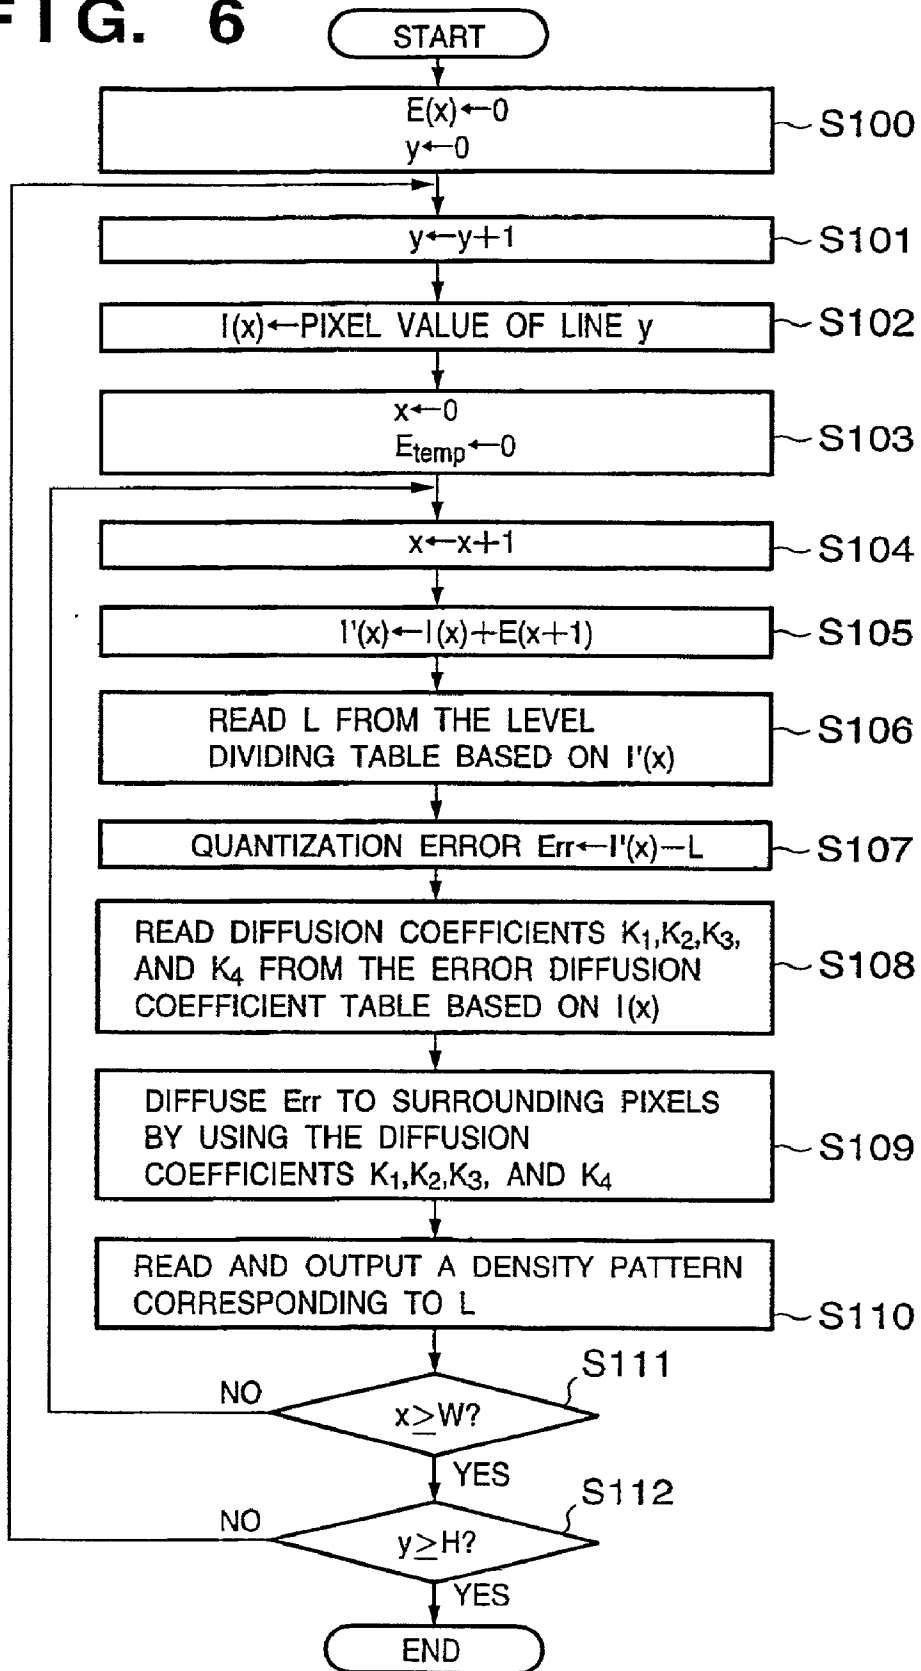 FIG. 6
START
E(x)←0
y←0
S100
y←y+1
S101
I(x)←PIXEL VALUE OF LINE y
S102
x←0
Etemp←0
S103
x←x+1
S104
I'(x)←I(x)+E(x+1)
S105
READ L FROM THE LEVEL
DIVIDING TABLE BASED ON I'(x)
S106
QUANTIZATION ERROR Err←I'(x)−L
S107
READ DIFFUSION COEFFICIENTS K1,K2,K3,
AND K4 FROM THE ERROR DIFFUSION
COEFFICIENT TABLE BASED ON I(x)
S108
DIFFUSE Err TO SURROUNDING PIXELS
BY USING THE DIFFUSION
COEFFICIENTS K1,K2,K3, AND K4
S109
READ AND OUTPUT A DENSITY PATTERN
CORRESPONDING TO L
S110
S111
NO
x≥W?
YES
S112
NO
y≥H?
YES
END